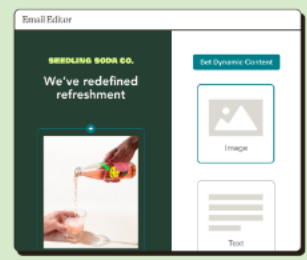 Email Editor
SEEDLING SODA CO.
We've redefined
refreshment
Set Dynamic Content
Image
Text